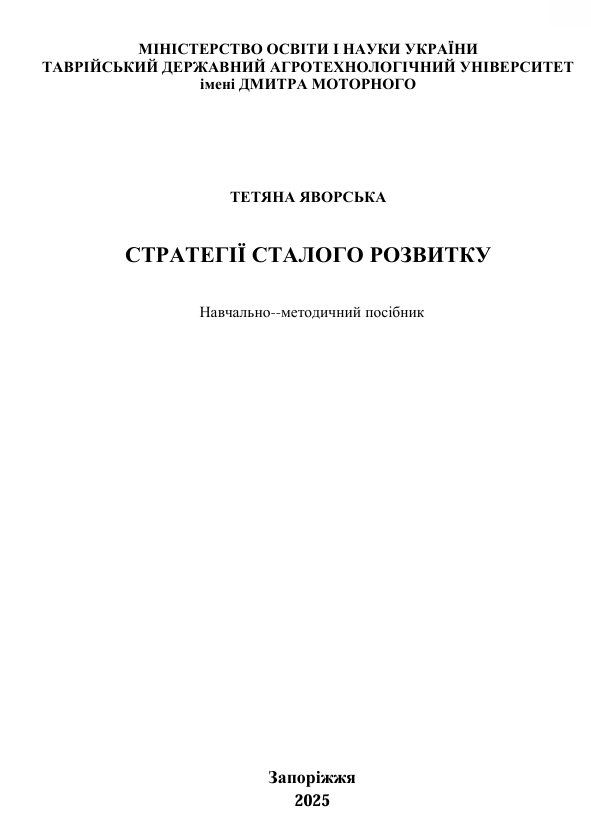 МІНІСТЕРСТВО ОСВІТИ І НАУКИ УКРАЇНИ
ТАВРІЙСЬКИЙ ДЕРЖАВНИЙ АГРОТЕХНОЛОГІЧНИЙ УНІВЕРСИТЕТ
імені ДМИТРА МОТОРНОГО
ТЕТЯНА ЯВОРСЬКА
СТРАТЕГІЇ СТАЛОГО РОЗВИТКУ
Навчально--методичний посібник
Запоріжжя
2025